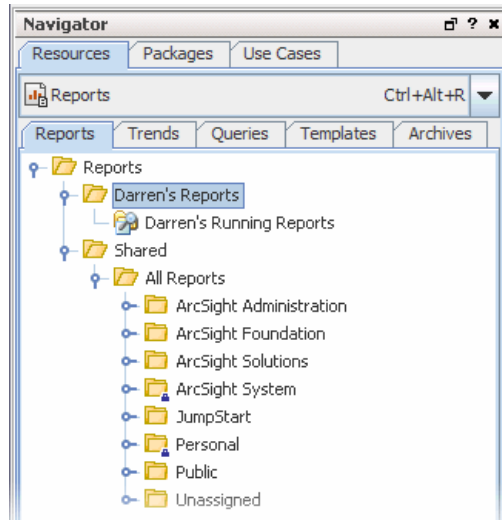 Navigator
Resources Packages Use Cases
Reports Ctrl+Alt+R
Reports Trends Queries Templates Archives
Reports
Darren's Reports
Darren's Running Reports
Shared
All Reports
ArcSight Administration
ArcSight Foundation
ArcSight Solutions
ArcSight System
JumpStart
Personal
Public
Unassigned